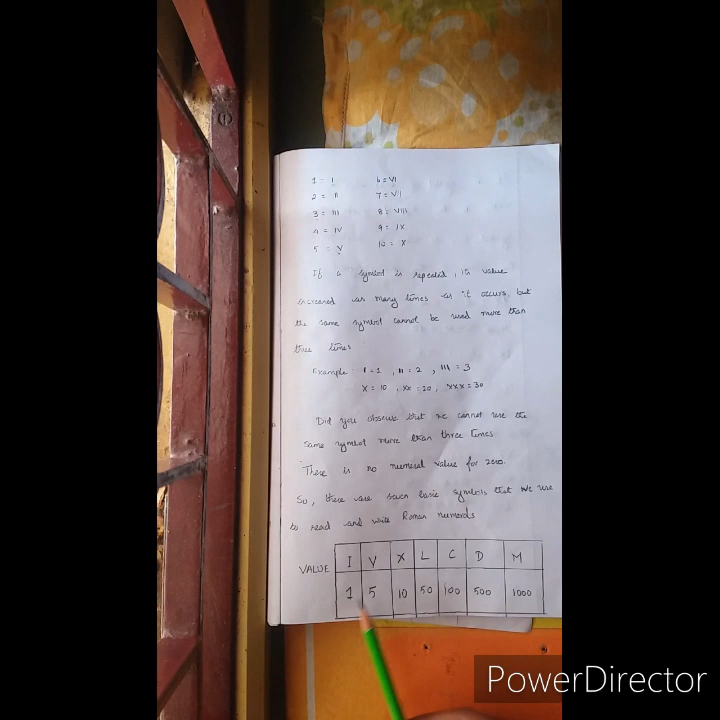 1 = I 6 = VI
2 = II 7 = VII
3 = III 8 = VIII
4 = IV 9 = IX
5 = V 10 = X
If a symbol is repeated, its value
increased as many times as it occurs, but
the same symbol cannot be used more than
three times
Example: I = 1, II = 2, III = 3
X = 10, XX = 20, XXX = 30
Did you observe that we cannot use the
same symbol more than three times
There is no numeral value for zero.
So, there are seven basic symbols that we use
to read and write Roman numerals
VALUE I V X L C D M
1 5 10 50 100 500 1000
PowerDirector